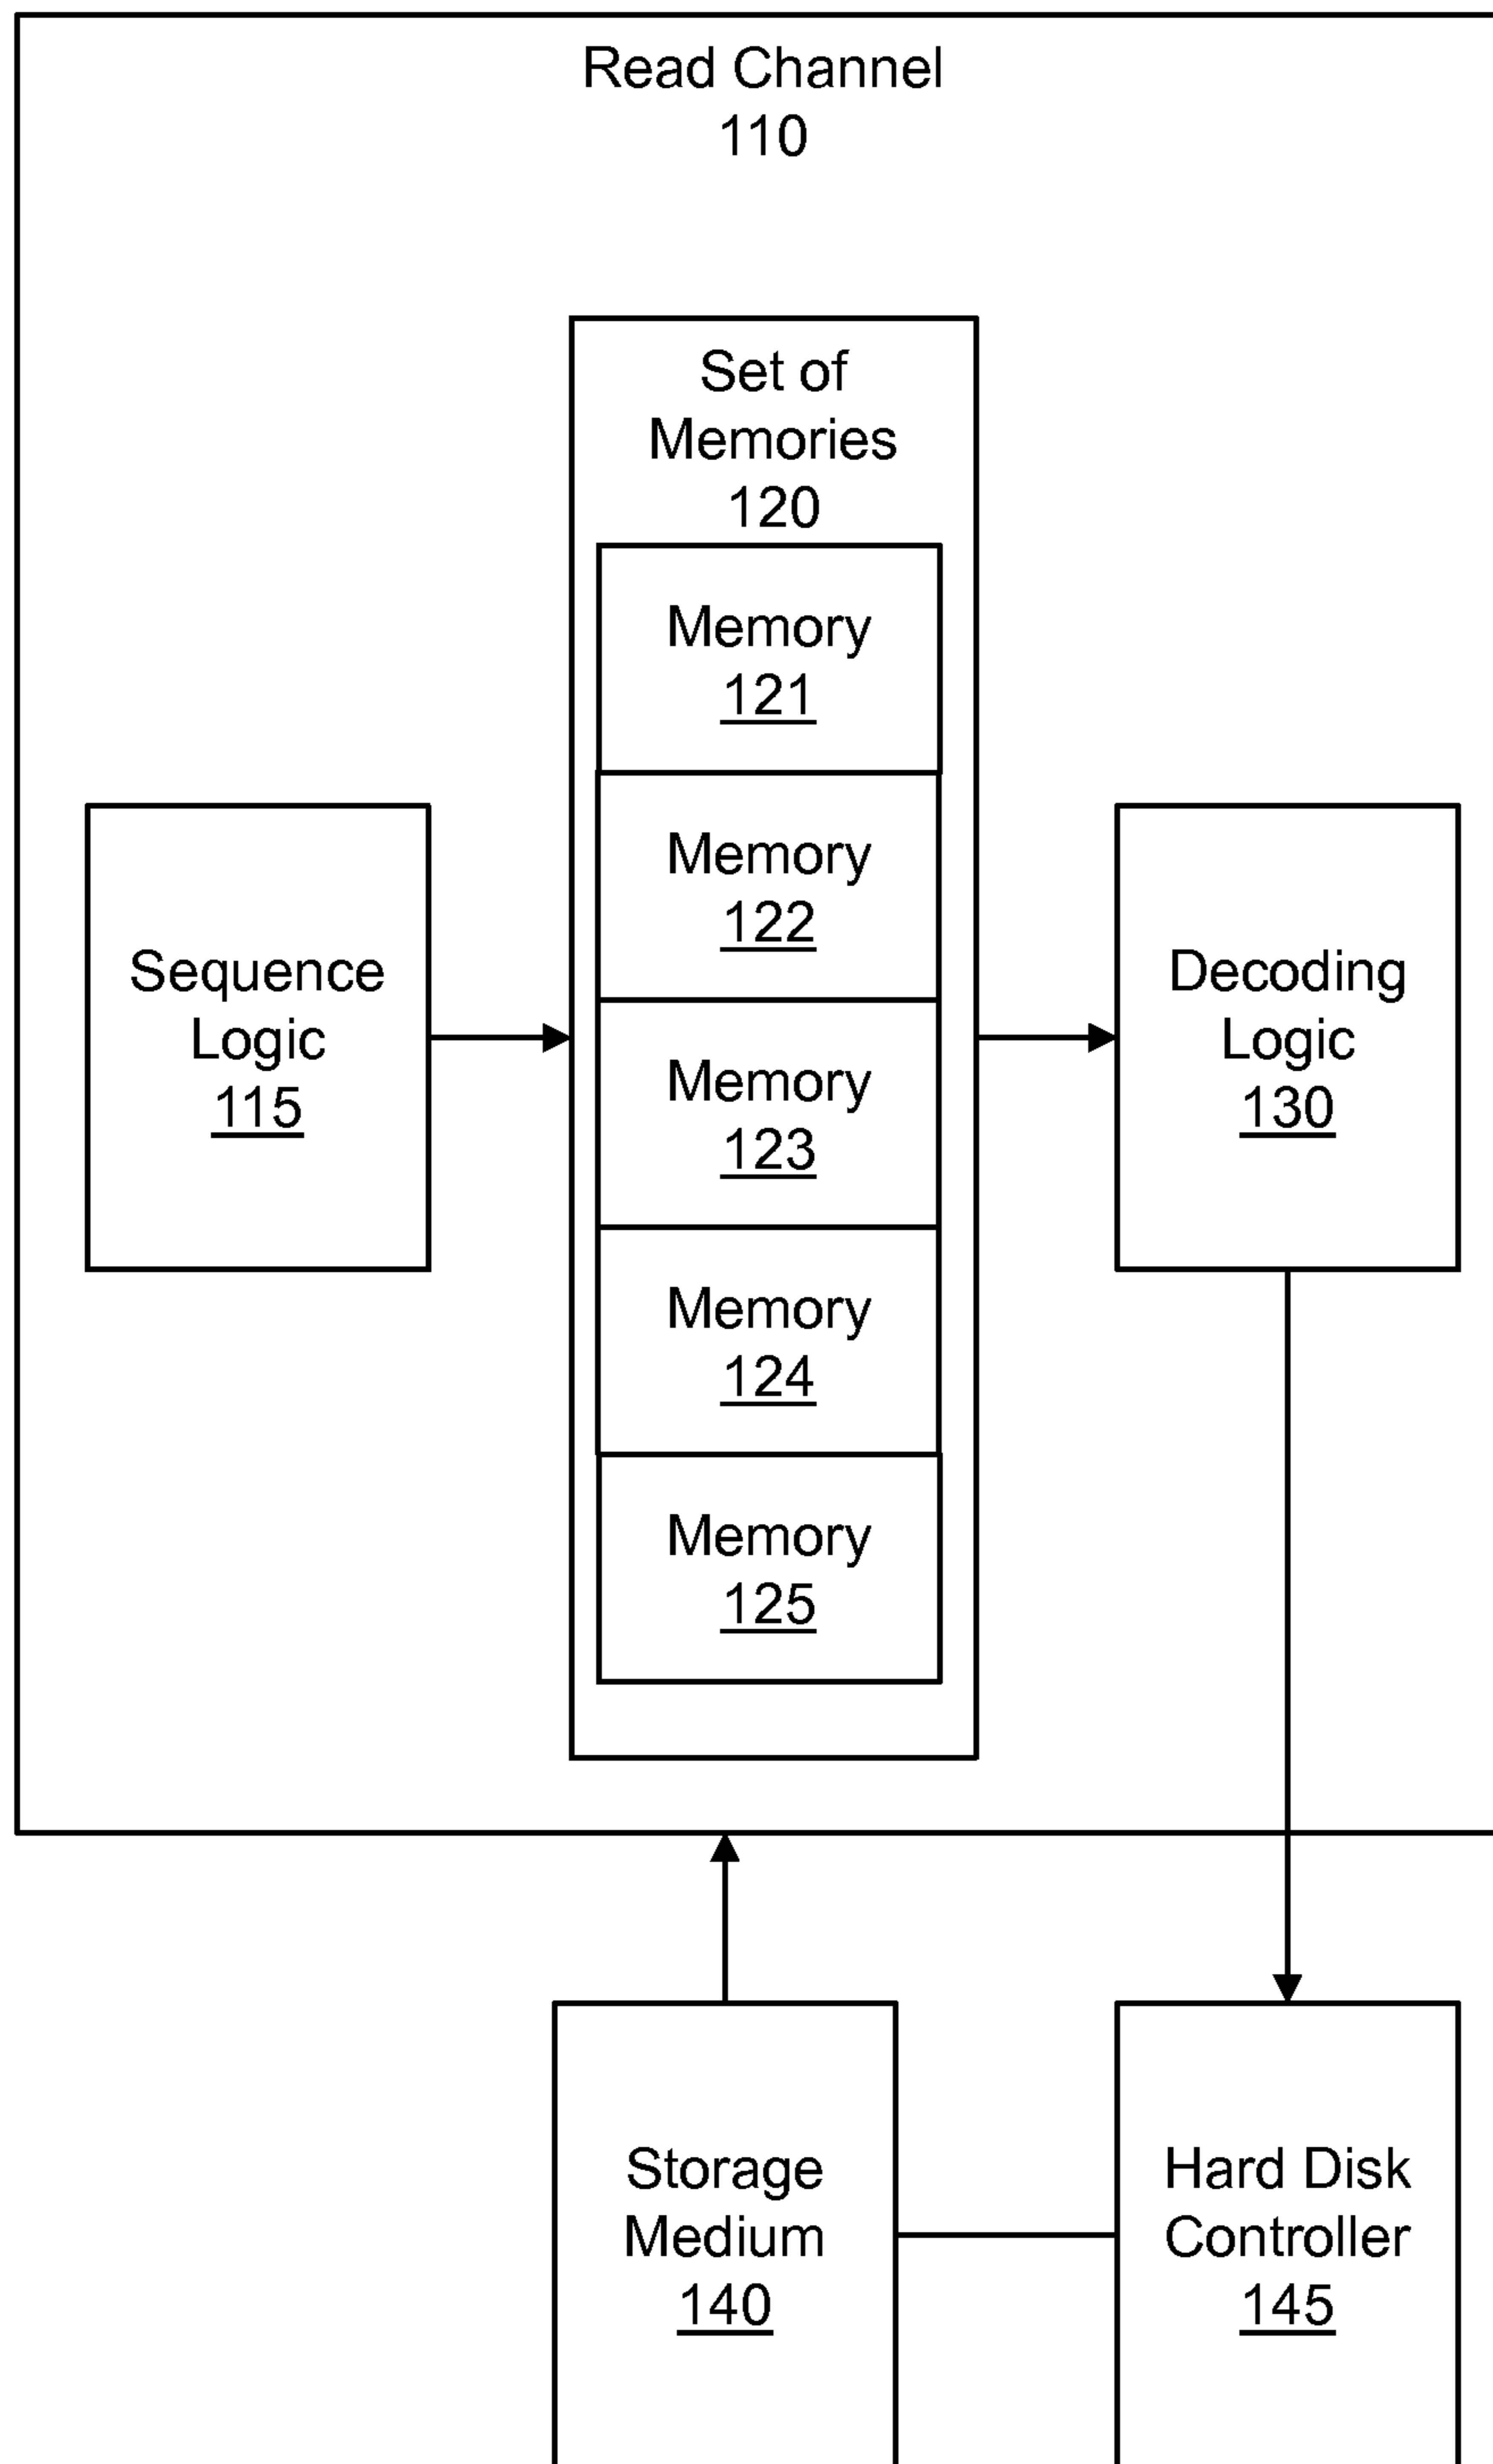 Read Channel
110
Set of
Memories
120
Memory
121
Memory
122
Memory
123
Memory
124
Memory
125
Sequence
Logic
115
Decoding
Logic
130
Storage
Medium
140
Hard Disk
Controller
145